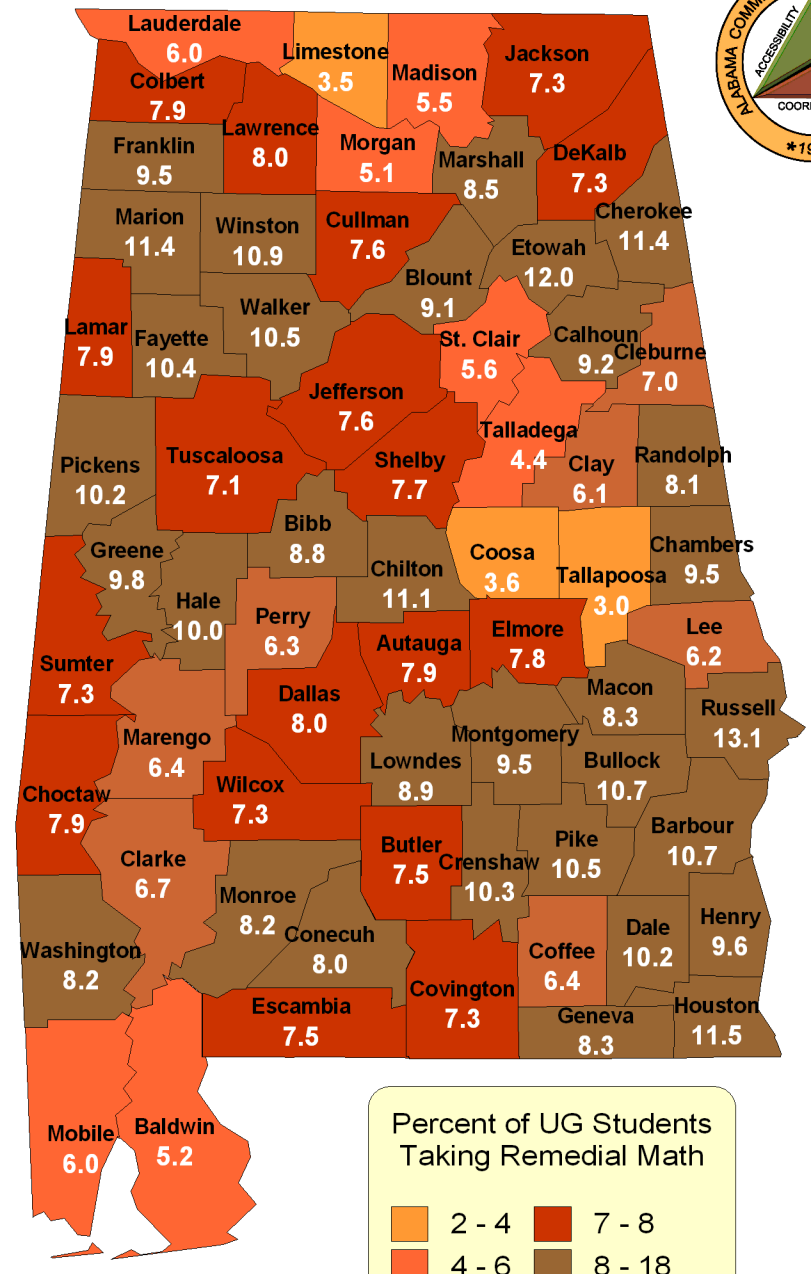 Lauderdale
6.0
Limestone
3.5
Madison
5.5
Jackson
7.3
ALABAMA COMM
ACCESSIBILITY
COOR
*19
Colbert
7.9
Lawrence
8.0
Franklin
9.5
Morgan
5.1
Marshall
8.5
DeKalb
7.3
Marion
11.4
Winston
10.9
Cullman
7.6
Cherokee
11.4
Etowah
12.0
Blount
9.1
Lamar
7.9
Fayette
10.4
Walker
10.5
St. Clair
5.6
Calhoun
9.2
Cleburne
7.0
Jefferson
7.6
Talladega
4.4
Pickens
10.2
Tuscaloosa
7.1
Shelby
7.7
Clay
6.1
Randolph
8.1
Greene
9.8
Bibb
8.8
Chilton
11.1
Coosa
3.6
Tallapoosa
3.0
Chambers
9.5
Hale
10.0
Perry
6.3
Autauga
7.9
Elmore
7.8
Lee
6.2
Sumter
7.3
Dallas
8.0
Macon
8.3
Russell
13.1
Marengo
6.4
Lowndes
8.9
Montgomery
9.5
Bullock
10.7
Choctaw
7.9
Wilcox
7.3
Butler
7.5
Crenshaw
10.3
Pike
10.5
Barbour
10.7
Clarke
6.7
Monroe
8.2
Conecuh
8.0
Washington
8.2
Coffee
6.4
Dale
10.2
Henry
9.6
Escambia
7.5
Covington
7.3
Geneva
8.3
Houston
11.5
Mobile
6.0
Baldwin
5.2
Percent of UG Students
Taking Remedial Math
2 - 4 7 - 8
4 - 6 8 - 18